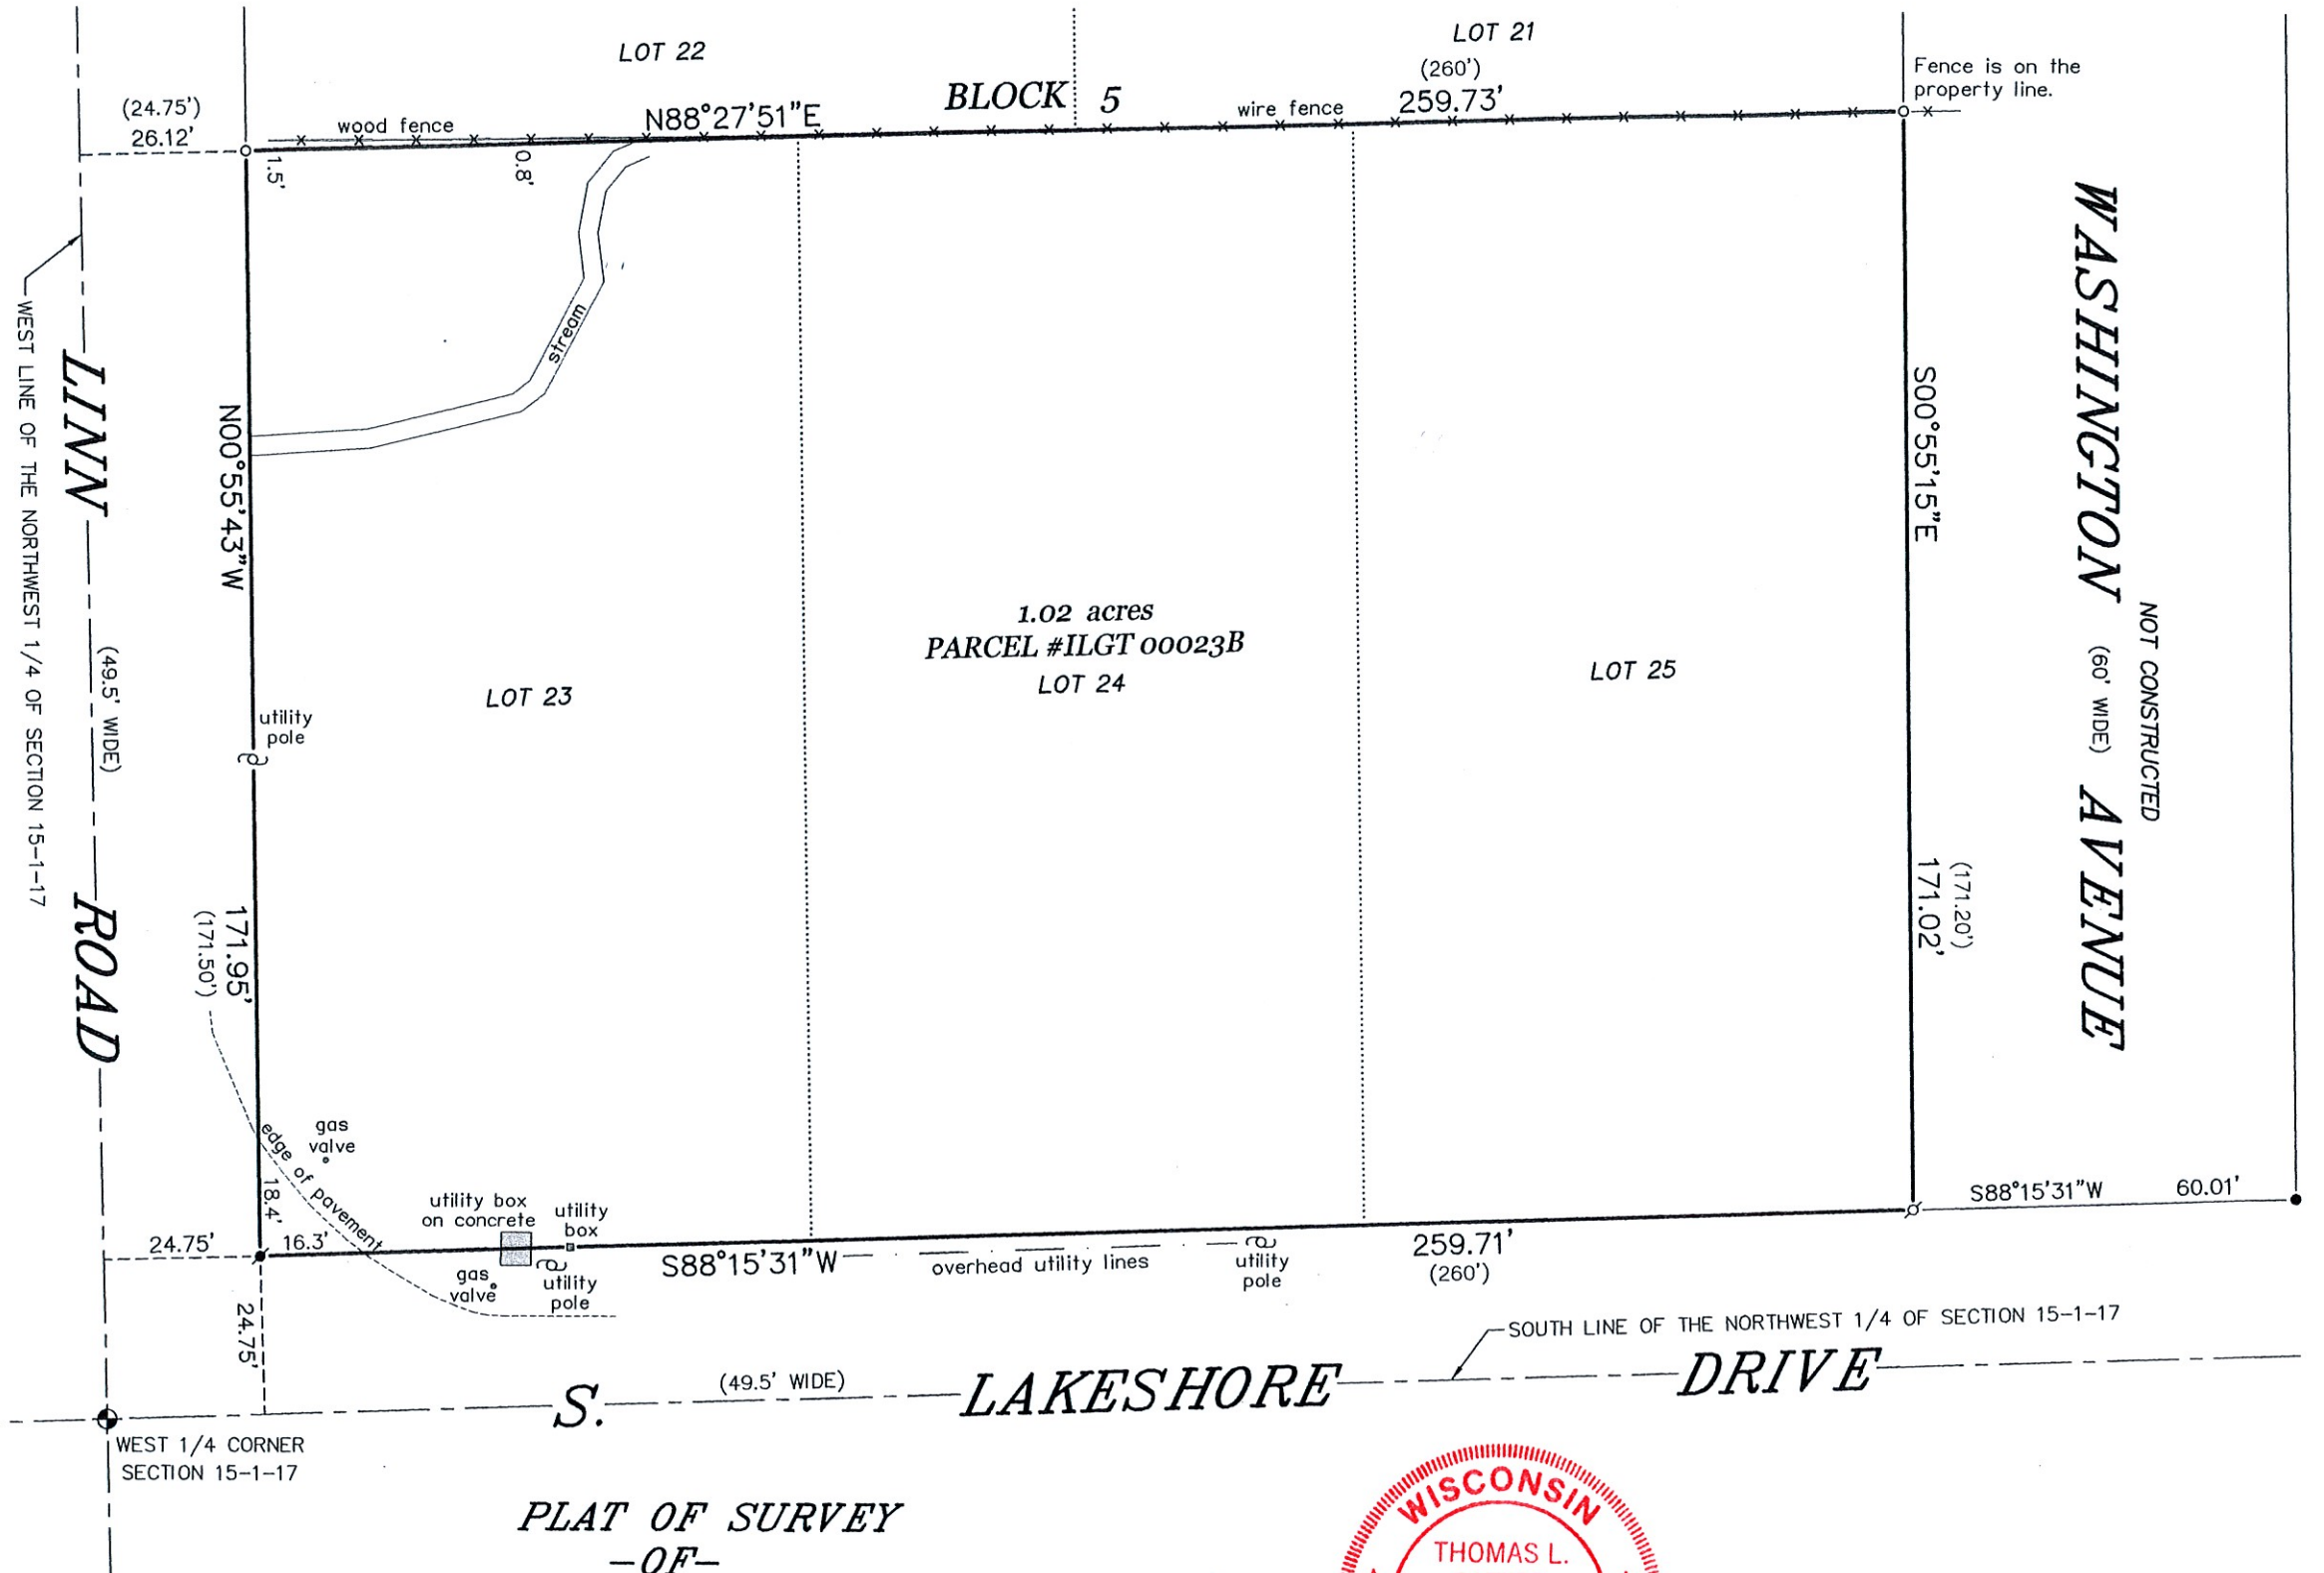 LOT 22
LOT 21
(260')
Fence is on the
property line.
(24.75')
26.12'
wood fence
N88°27'51"E
BLOCK 5
wire fence
259.73'
1.5'
0.8'
stream
WEST LINE OF THE NORTHWEST 1/4 OF SECTION 15-1-17
LINN
(49.5' WIDE)
ROAD
N00°55'43"W
171.95'
(171.50')
utility
pole
LOT 23
1.02 acres
PARCEL #ILGT 00023B
LOT 24
LOT 25
S00°55'15"E
171.02'
(171.20')
WASHINGTON
(60' WIDE)
AVENUE
NOT CONSTRUCTED
gas
valve
edge of pavement
18.4'
16.3'
24.75'
24.75'
utility box
on concrete
utility
box
gas
valve
utility
pole
S88°15'31"W
overhead utility lines
utility
pole
259.71'
(260')
S88°15'31"W
60.01'
SOUTH LINE OF THE NORTHWEST 1/4 OF SECTION 15-1-17
S.
(49.5' WIDE)
LAKESHORE
DRIVE
WEST 1/4 CORNER
SECTION 15-1-17
PLAT OF SURVEY
-OF-
WISCONSIN
THOMAS L.